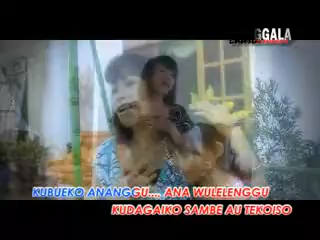 GGALA
KUBUEKO ANANGGU.... ANA WULELENGGU
KUDAGAIKO SAMBE AU TEKOISO